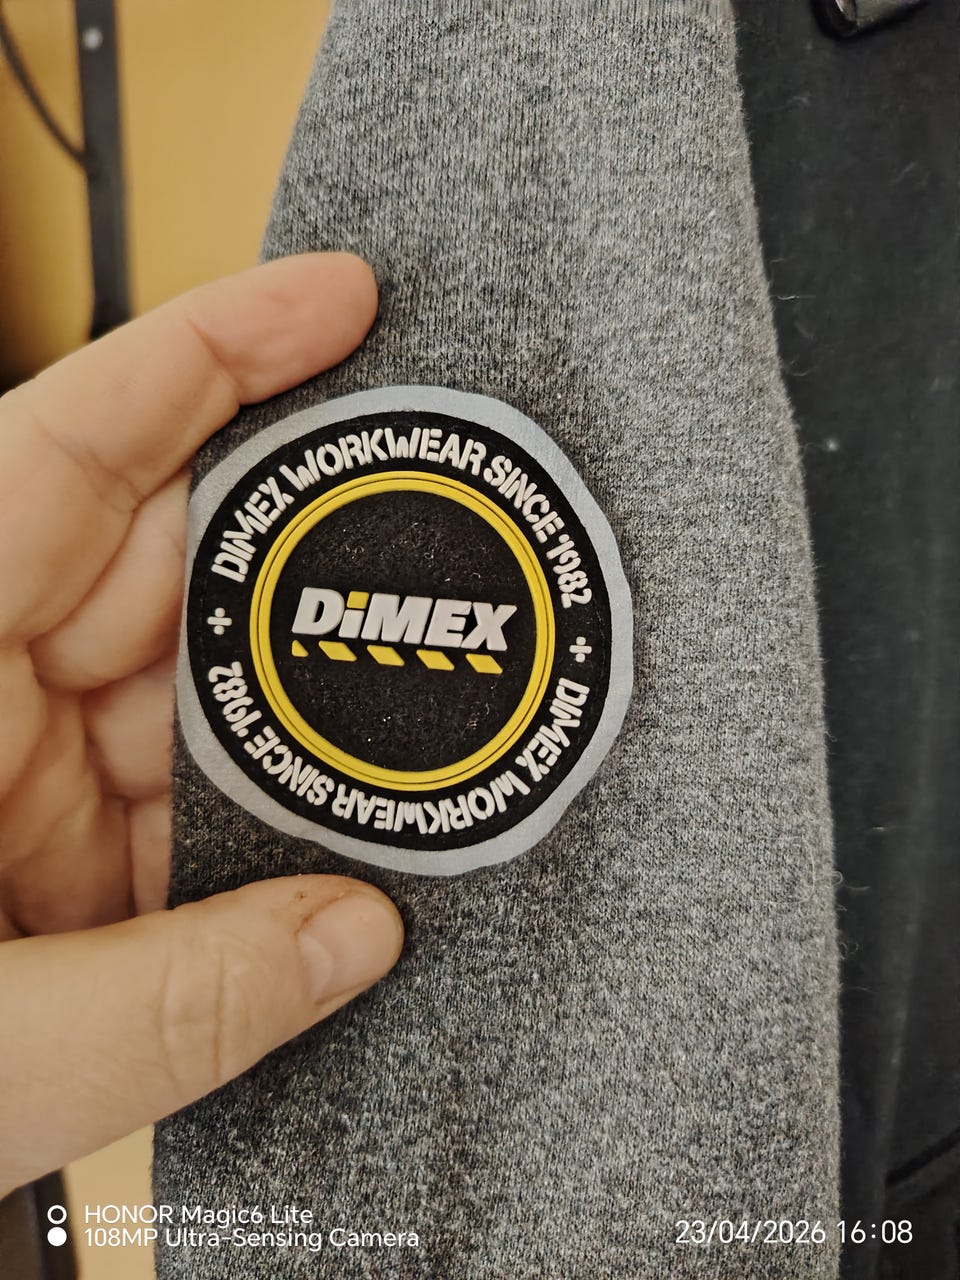 DIMEX WORKWEAR SINCE 1982
DiMEX
DIMEX WORKWEAR SINCE 1982
HONOR Magic6 Lite
108MP Ultra-Sensing Camera
23/04/2026 16:08